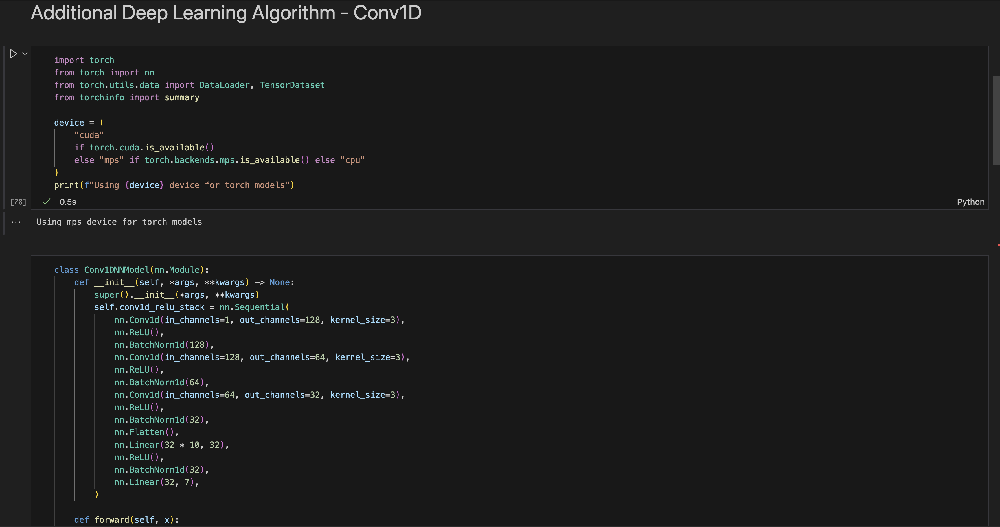 Additional Deep Learning Algorithm - Conv1D
import torch
from torch import nn
from torch.utils.data import DataLoader, TensorDataset
from torchinfo import summary
device = (
    "cuda"
    if torch.cuda.is_available()
    else "mps" if torch.backends.mps.is_available() else "cpu"
)
print(f"Using {device} device for torch models")
[28] ✓ 0.5s Python
... Using mps device for torch models
class Conv1DNNModel(nn.Module):
    def __init__(self, *args, **kwargs) -> None:
        super().__init__(*args, **kwargs)
        self.conv1d_relu_stack = nn.Sequential(
            nn.Conv1d(in_channels=1, out_channels=128, kernel_size=3),
            nn.ReLU(),
            nn.BatchNorm1d(128),
            nn.Conv1d(in_channels=128, out_channels=64, kernel_size=3),
            nn.ReLU(),
            nn.BatchNorm1d(64),
            nn.Conv1d(in_channels=64, out_channels=32, kernel_size=3),
            nn.ReLU(),
            nn.BatchNorm1d(32),
            nn.Flatten(),
            nn.Linear(32 * 10, 32),
            nn.ReLU(),
            nn.BatchNorm1d(32),
            nn.Linear(32, 7),
        )
    def forward(self, x):